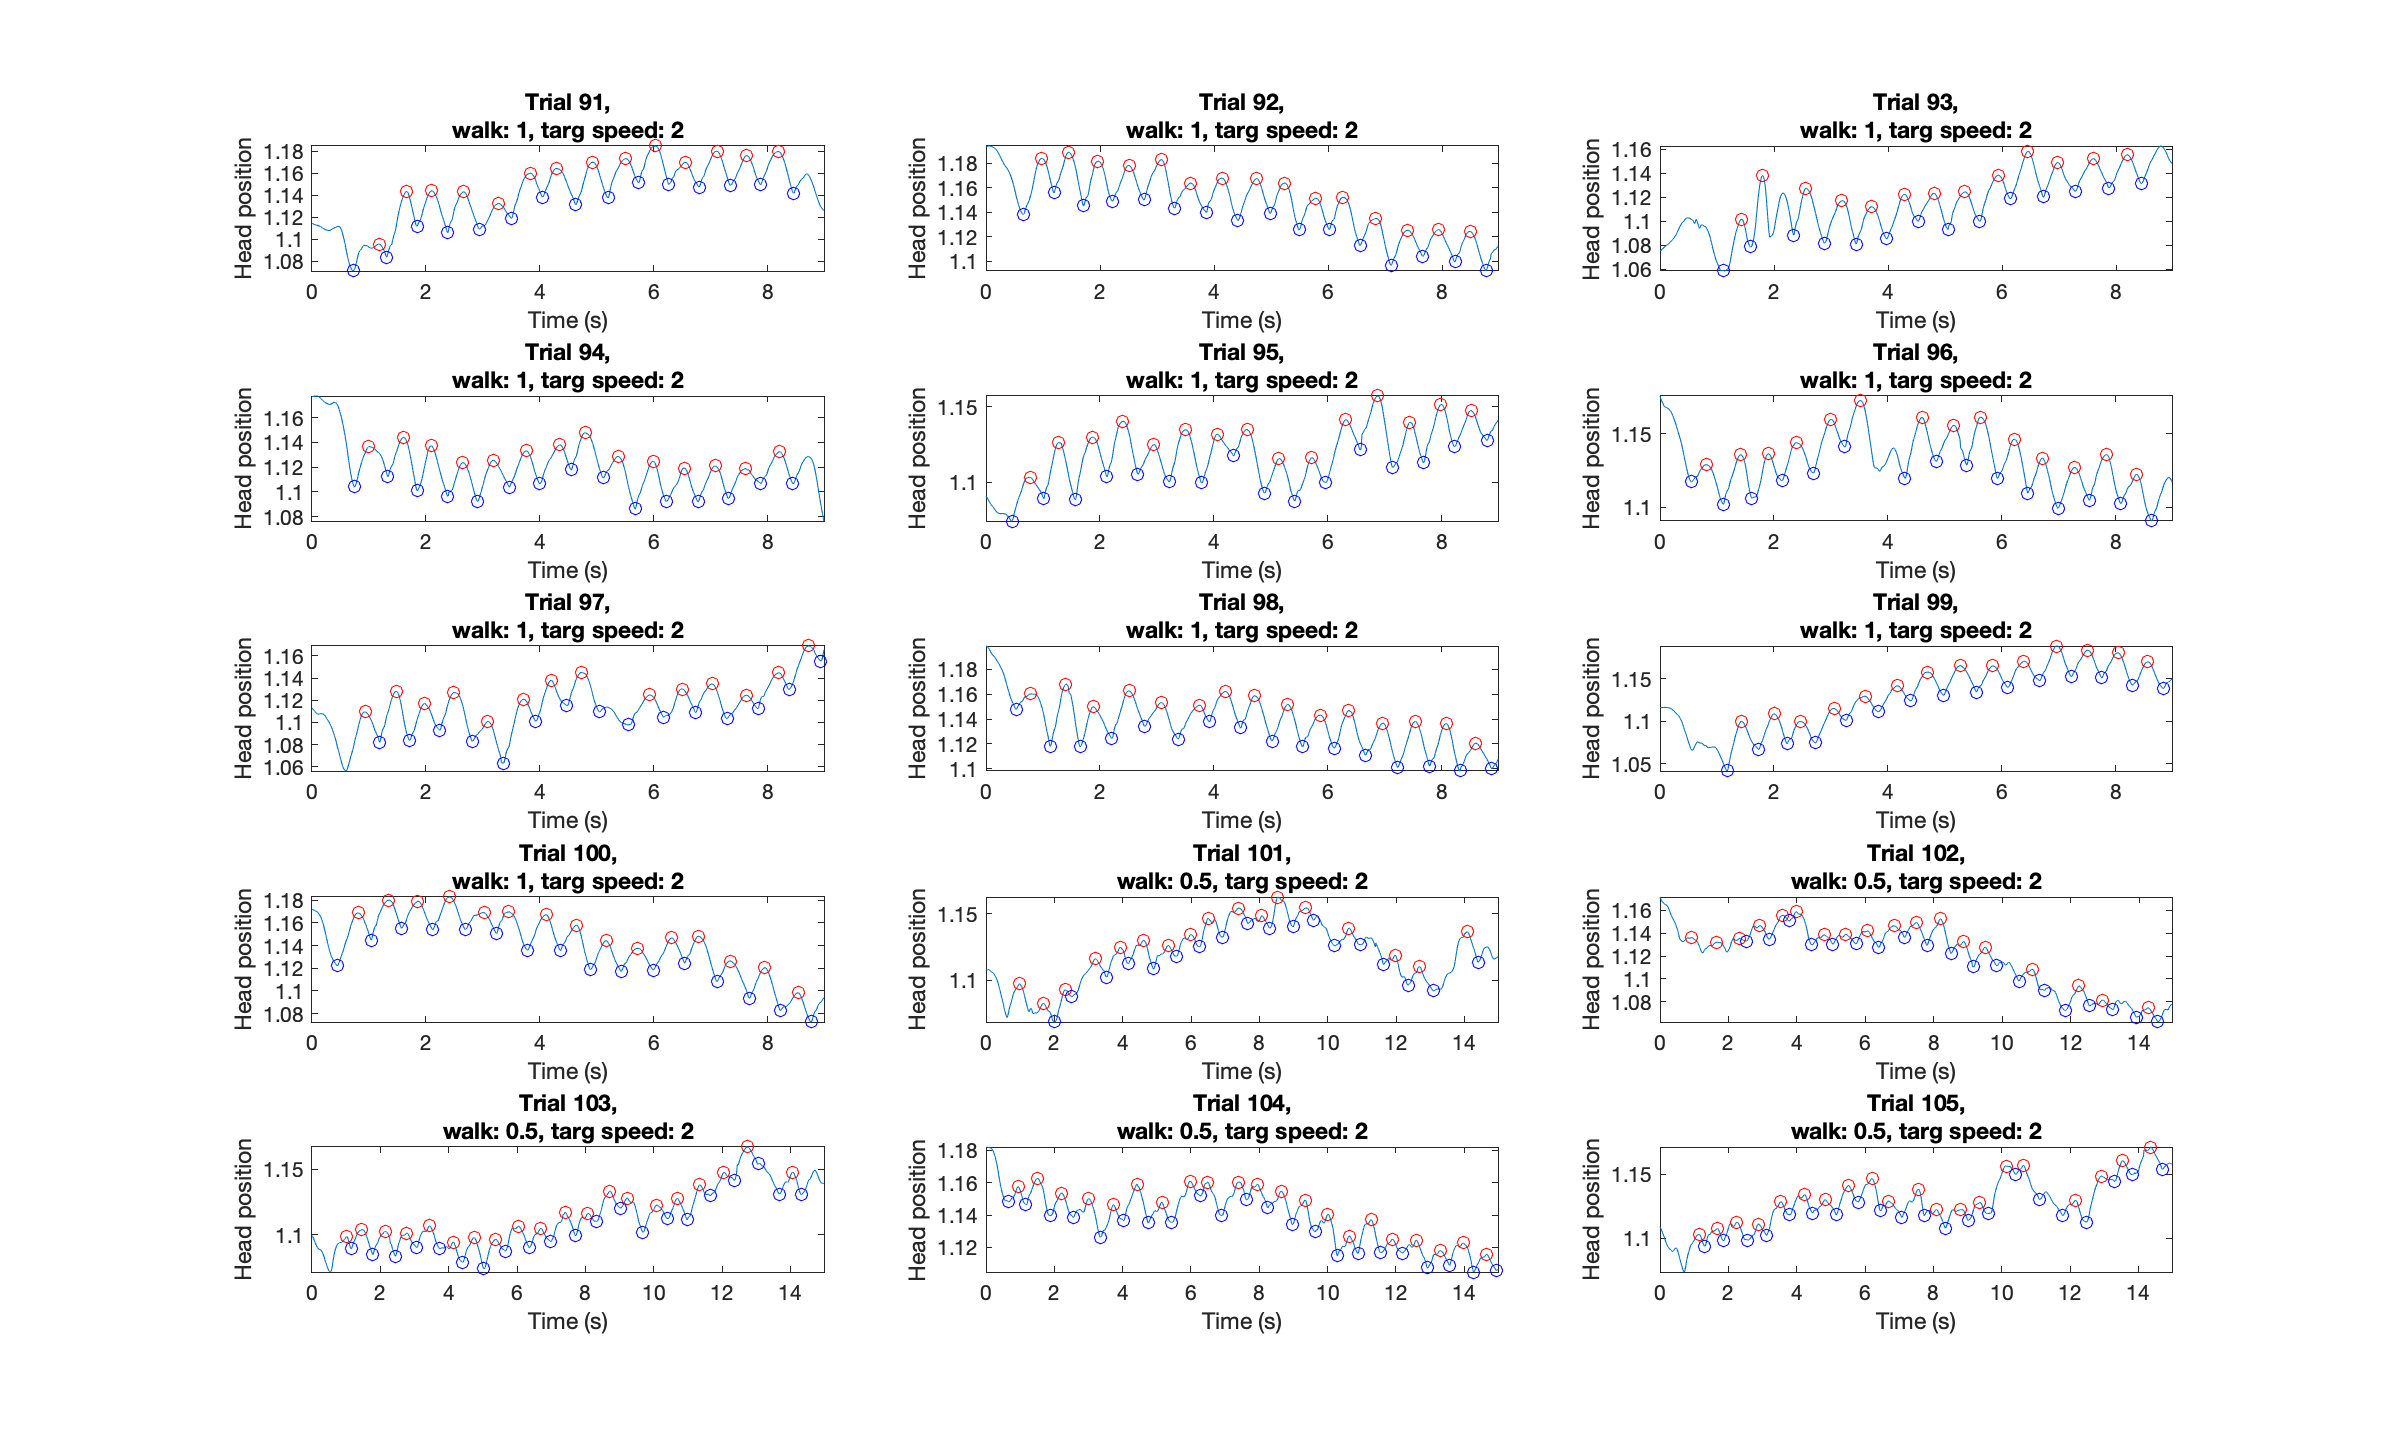 Trial 91,
walk: 1, targ speed: 2
Head position
1.18
1.16
1.14
1.12
1.1
1.08
0 2 4 6 8
Time (s)
Trial 92,
walk: 1, targ speed: 2
Head position
1.18
1.16
1.14
1.12
1.1
0 2 4 6 8
Time (s)
Trial 93,
walk: 1, targ speed: 2
Head position
1.16
1.14
1.12
1.1
1.08
1.06
0 2 4 6 8
Time (s)
Trial 94,
walk: 1, targ speed: 2
Head position
1.16
1.14
1.12
1.1
1.08
0 2 4 6 8
Time (s)
Trial 95,
walk: 1, targ speed: 2
Head position
1.15
1.1
0 2 4 6 8
Time (s)
Trial 96,
walk: 1, targ speed: 2
Head position
1.15
1.1
0 2 4 6 8
Time (s)
Trial 97,
walk: 1, targ speed: 2
Head position
1.16
1.14
1.12
1.1
1.08
1.06
0 2 4 6 8
Time (s)
Trial 98,
walk: 1, targ speed: 2
Head position
1.18
1.16
1.14
1.12
1.1
0 2 4 6 8
Time (s)
Trial 99,
walk: 1, targ speed: 2
Head position
1.15
1.1
1.05
0 2 4 6 8
Time (s)
Trial 100,
walk: 1, targ speed: 2
Head position
1.18
1.16
1.14
1.12
1.1
1.08
0 2 4 6 8
Time (s)
Trial 101,
walk: 0.5, targ speed: 2
Head position
1.15
1.1
0 2 4 6 8 10 12 14
Time (s)
Trial 102,
walk: 0.5, targ speed: 2
Head position
1.16
1.14
1.12
1.1
1.08
0 2 4 6 8 10 12 14
Time (s)
Trial 103,
walk: 0.5, targ speed: 2
Head position
1.15
1.1
0 2 4 6 8 10 12 14
Time (s)
Trial 104,
walk: 0.5, targ speed: 2
Head position
1.18
1.16
1.14
1.12
0 2 4 6 8 10 12 14
Time (s)
Trial 105,
walk: 0.5, targ speed: 2
Head position
1.15
1.1
0 2 4 6 8 10 12 14
Time (s)